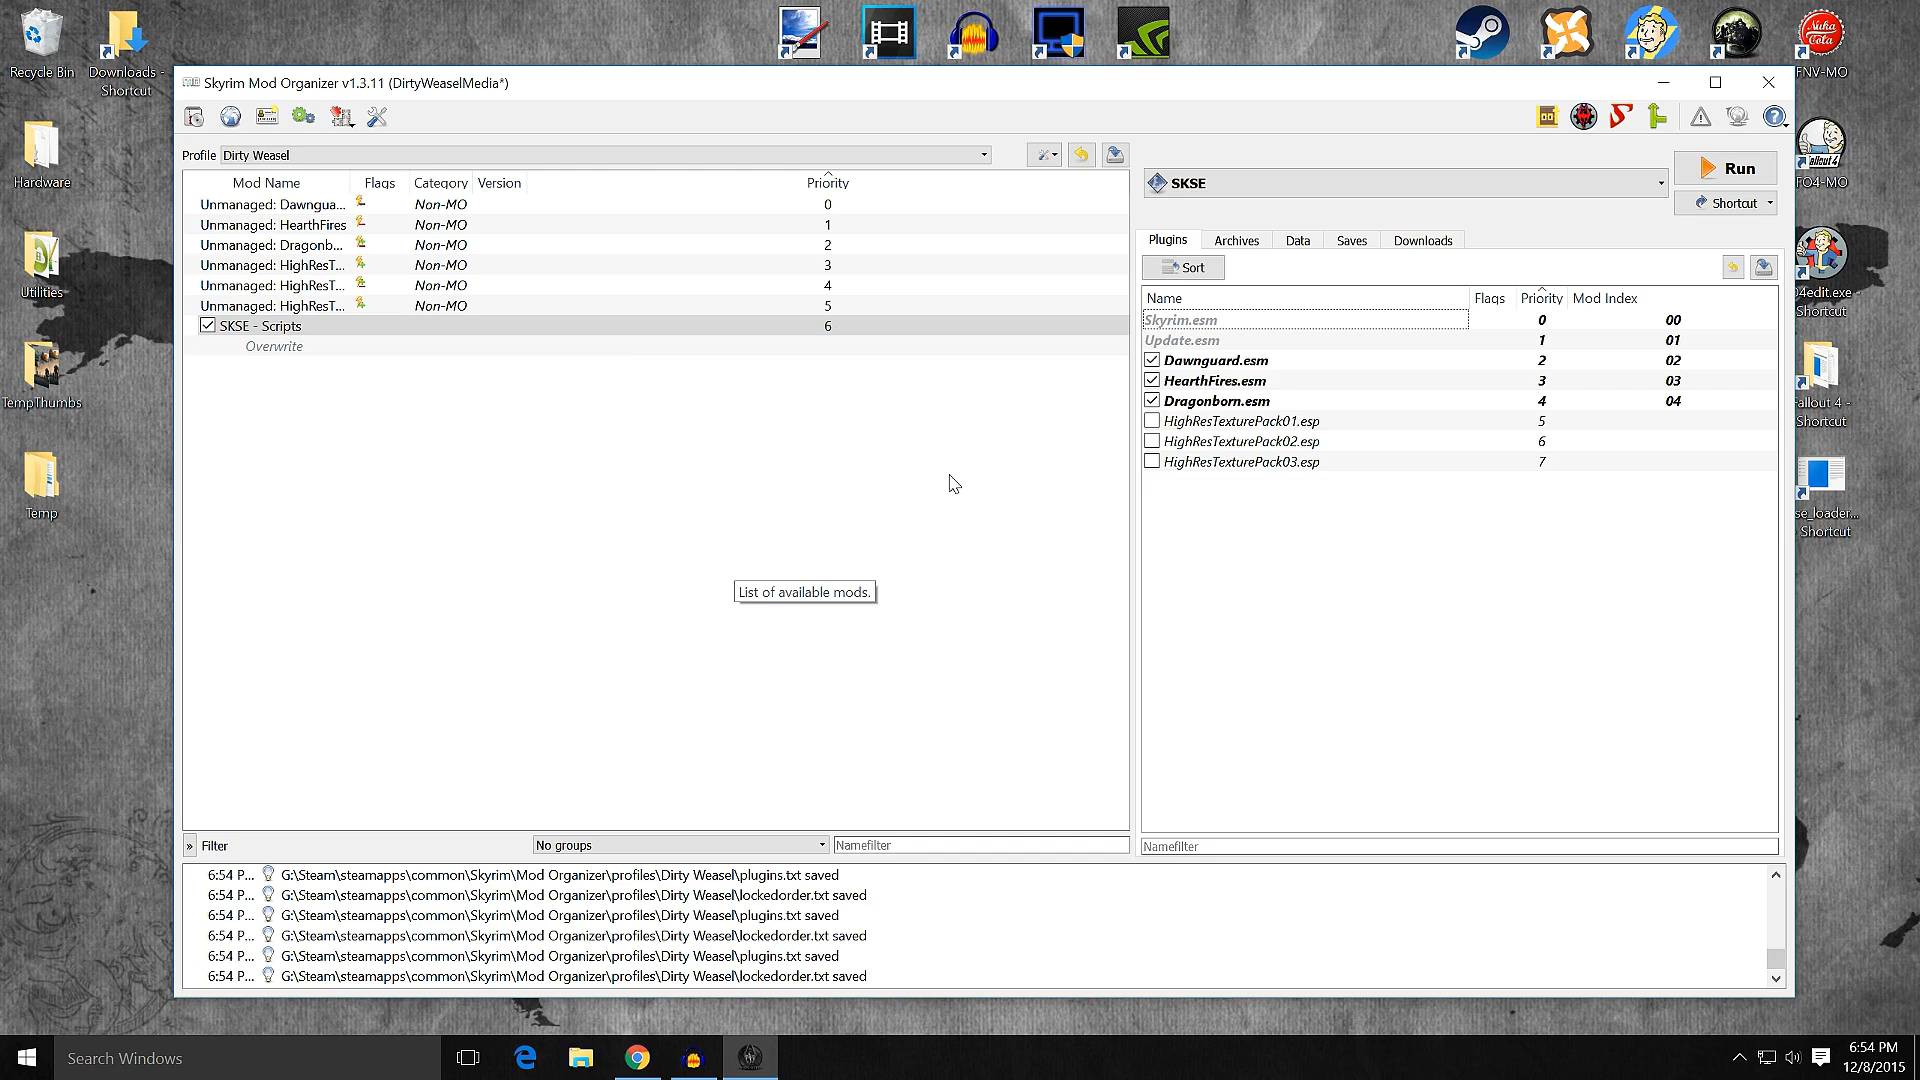 Recycle Bin
Downloads -
Shortcut
Hardware
Utilities
TempThumbs
Temp
Nuka
Cola
FNV-MO
Fallout 4
FO4-MO
04edit.exe -
Shortcut
Fallout 4 -
Shortcut
se_loader...
Shortcut
Skyrim Mod Organizer v1.3.11 (DirtyWeaselMedia*)
Profile Dirty Weasel
Mod Name Flags Category Version Priority
Unmanaged: Dawngua... Non-MO 0
Unmanaged: HearthFires Non-MO 1
Unmanaged: Dragonb... Non-MO 2
Unmanaged: HighResT... Non-MO 3
Unmanaged: HighResT... Non-MO 4
Unmanaged: HighResT... Non-MO 5
SKSE - Scripts 6
Overwrite
List of available mods.
» Filter No groups Namefilter
SKSE
Run
Shortcut
Plugins Archives Data Saves Downloads
Sort
Name Flags Priority Mod Index
Skyrim.esm 0 00
Update.esm 1 01
Dawnguard.esm 2 02
HearthFires.esm 3 03
Dragonborn.esm 4 04
HighResTexturePack01.esp 5
HighResTexturePack02.esp 6
HighResTexturePack03.esp 7
Namefilter
6:54 P... G:\Steam\steamapps\common\Skyrim\Mod Organizer\profiles\Dirty Weasel\plugins.txt saved
6:54 P... G:\Steam\steamapps\common\Skyrim\Mod Organizer\profiles\Dirty Weasel\lockedorder.txt saved
6:54 P... G:\Steam\steamapps\common\Skyrim\Mod Organizer\profiles\Dirty Weasel\plugins.txt saved
6:54 P... G:\Steam\steamapps\common\Skyrim\Mod Organizer\profiles\Dirty Weasel\lockedorder.txt saved
6:54 P... G:\Steam\steamapps\common\Skyrim\Mod Organizer\profiles\Dirty Weasel\plugins.txt saved
6:54 P... G:\Steam\steamapps\common\Skyrim\Mod Organizer\profiles\Dirty Weasel\lockedorder.txt saved
Search Windows
6:54 PM
12/8/2015